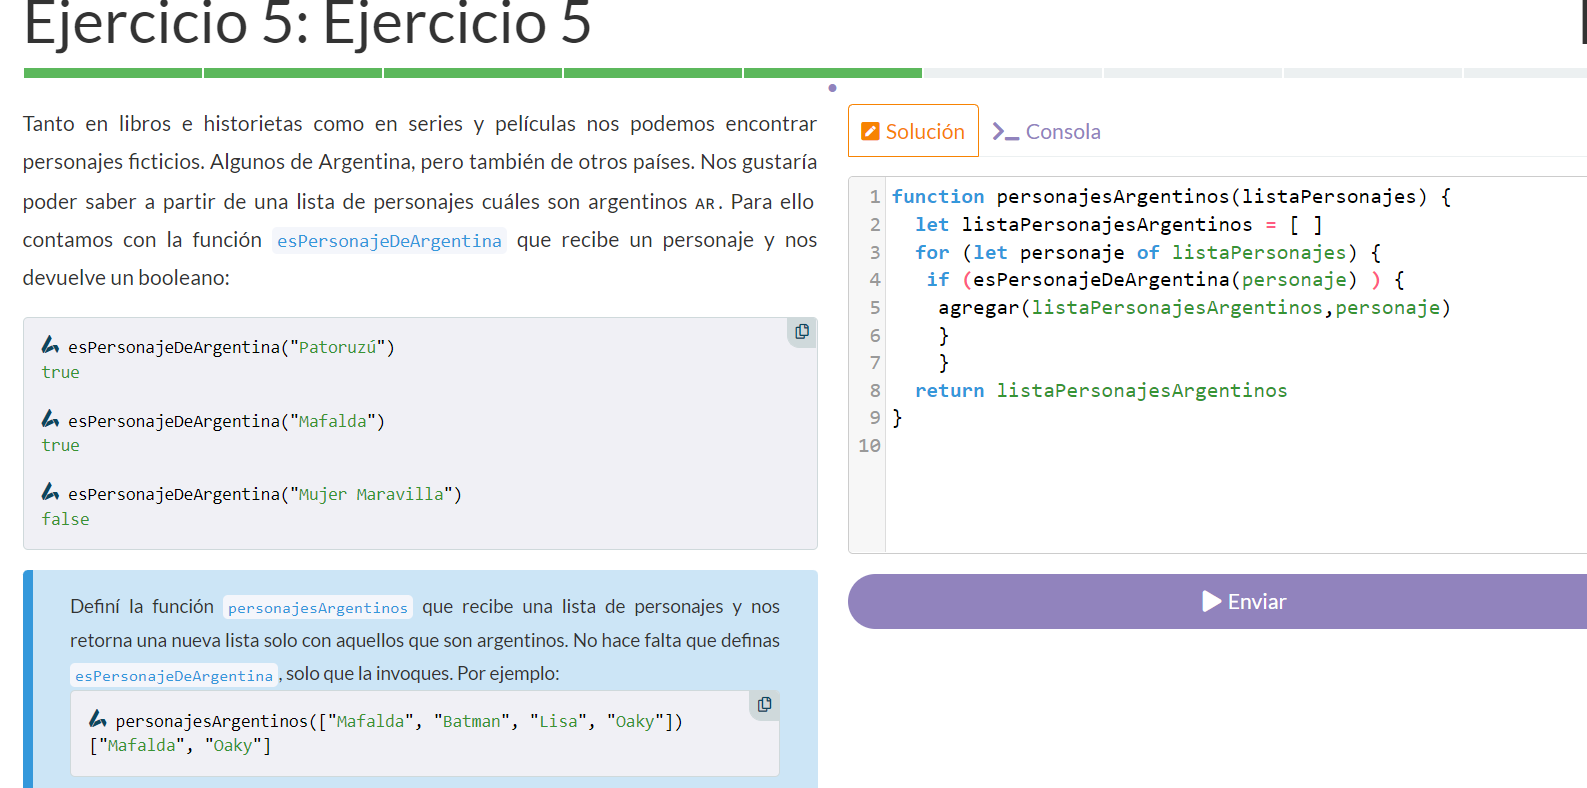 Ejercicio 5: Ejercicio 5
Tanto en libros e historietas como en series y películas nos podemos encontrar
personajes ficticios. Algunos de Argentina, pero también de otros países. Nos gustaría
poder saber a partir de una lista de personajes cuáles son argentinos AR. Para ello
contamos con la función esPersonajeDeArgentina que recibe un personaje y nos
devuelve un booleano:
esPersonajeDeArgentina("Patoruzú")
true
esPersonajeDeArgentina("Mafalda")
true
esPersonajeDeArgentina("Mujer Maravilla")
false
Definí la función personajesArgentinos que recibe una lista de personajes y nos
retorna una nueva lista solo con aquellos que son argentinos. No hace falta que definas
esPersonajeDeArgentina, solo que la invoques. Por ejemplo:
personajesArgentinos(["Mafalda", "Batman", "Lisa", "Oaky"])
["Mafalda", "Oaky"]
Solución
Consola
1 function personajesArgentinos(listaPersonajes) {
2 let listaPersonajesArgentinos = [ ]
3 for (let personaje of listaPersonajes) {
4 if (esPersonajeDeArgentina(personaje) ) {
5 agregar(listaPersonajesArgentinos,personaje)
6 }
7 }
8 return listaPersonajesArgentinos
9 }
10
Enviar